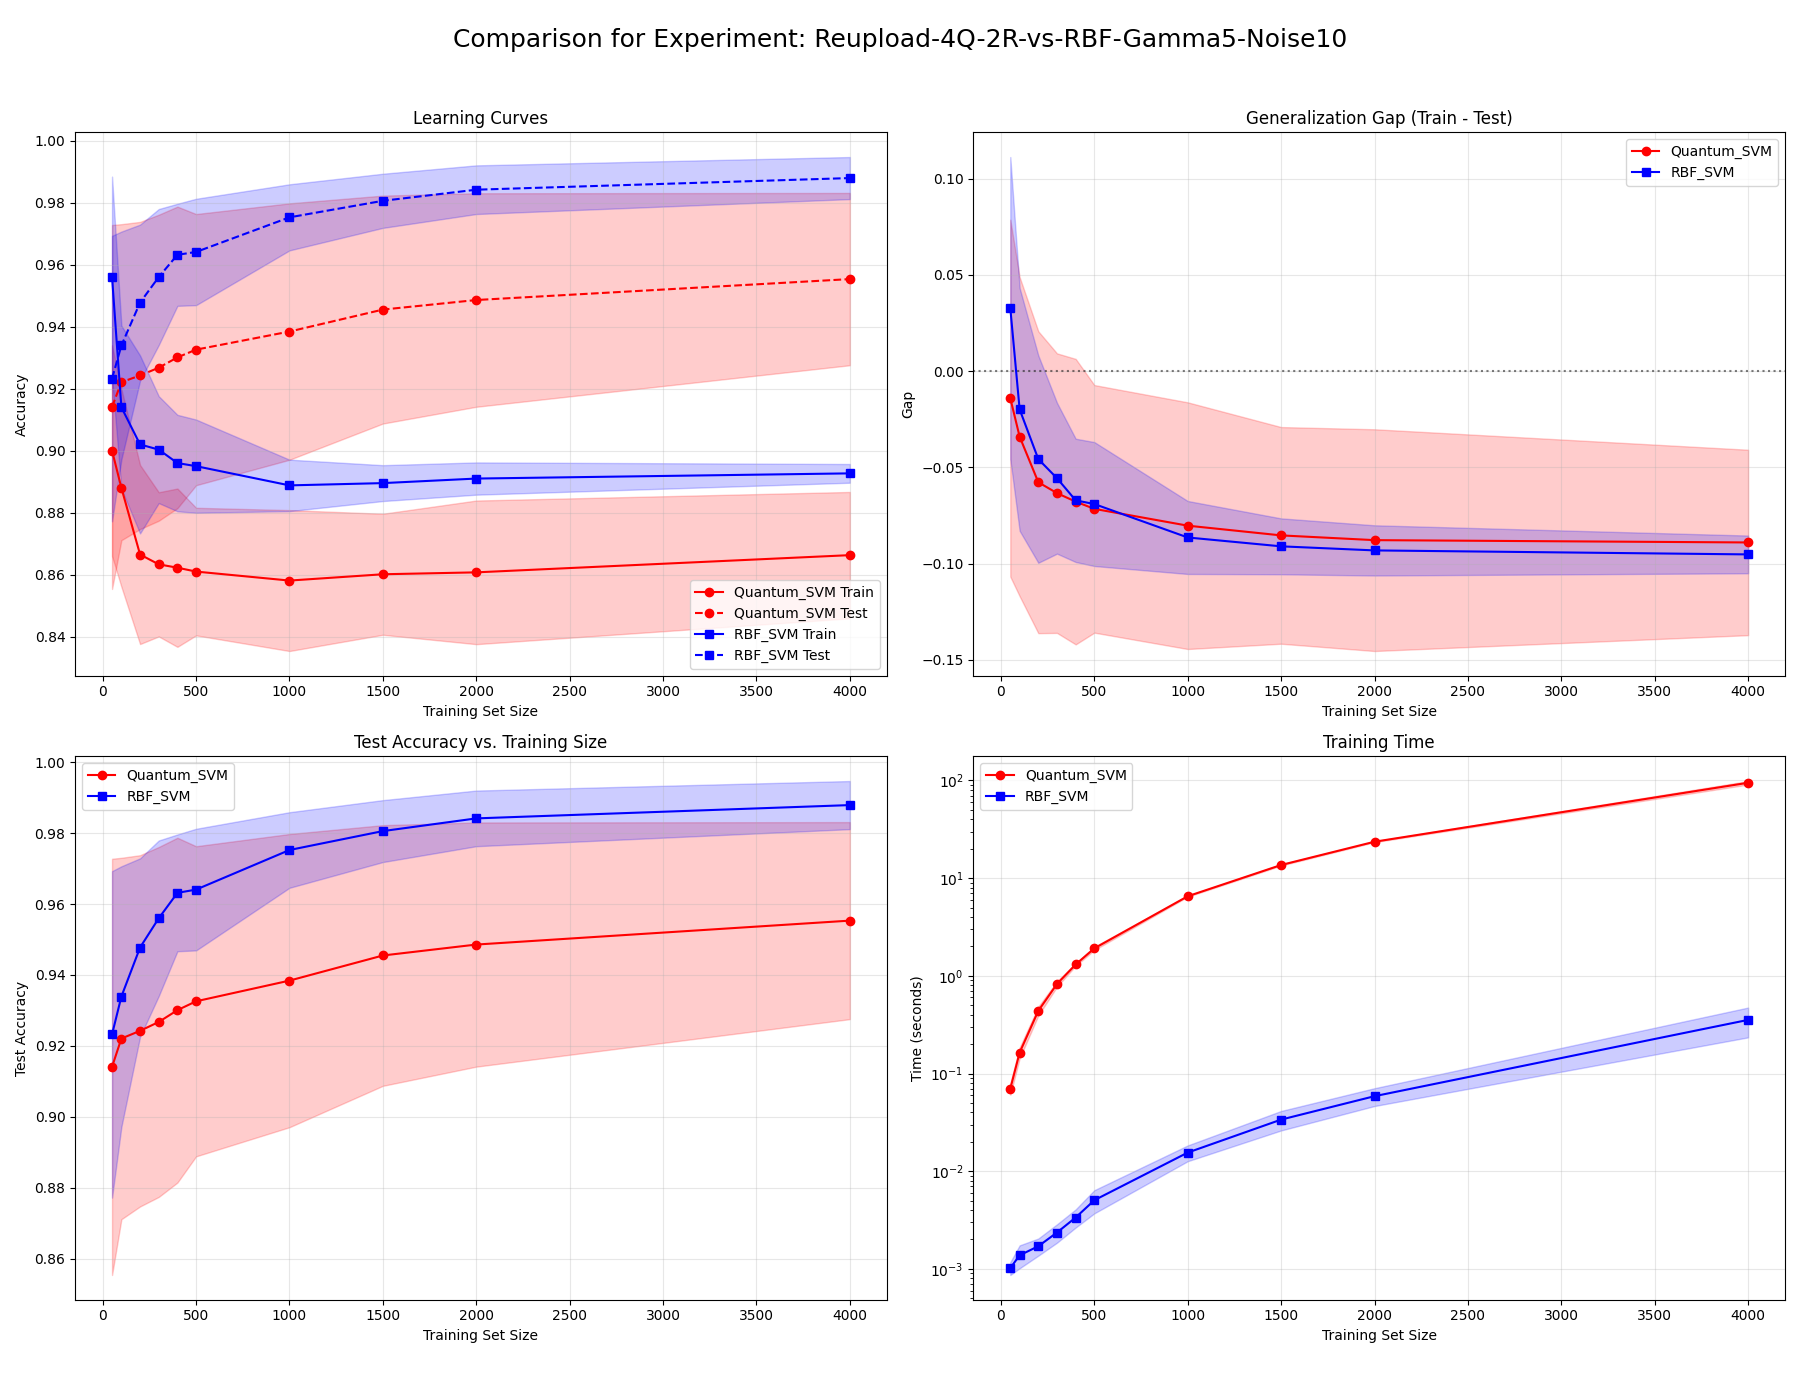 Comparison for Experiment: Reupload-4Q-2R-vs-RBF-Gamma5-Noise10
Learning Curves
1.00
0.98
0.96
0.94
0.92
0.90
0.88
0.86
0.84
Accuracy
Quantum_SVM Train
Quantum_SVM Test
RBF_SVM Train
RBF_SVM Test
0 500 1000 1500 2000 2500 3000 3500 4000
Training Set Size
Generalization Gap (Train - Test)
Quantum_SVM
RBF_SVM
0.10
0.05
0.00
−0.05
−0.10
−0.15
Gap
0 500 1000 1500 2000 2500 3000 3500 4000
Training Set Size
Test Accuracy vs. Training Size
Quantum_SVM
RBF_SVM
1.00
0.98
0.96
0.94
0.92
0.90
0.88
0.86
Test Accuracy
0 500 1000 1500 2000 2500 3000 3500 4000
Training Set Size
Training Time
Quantum_SVM
RBF_SVM
10²
10¹
10⁰
10⁻¹
10⁻²
10⁻³
Time (seconds)
0 500 1000 1500 2000 2500 3000 3500 4000
Training Set Size